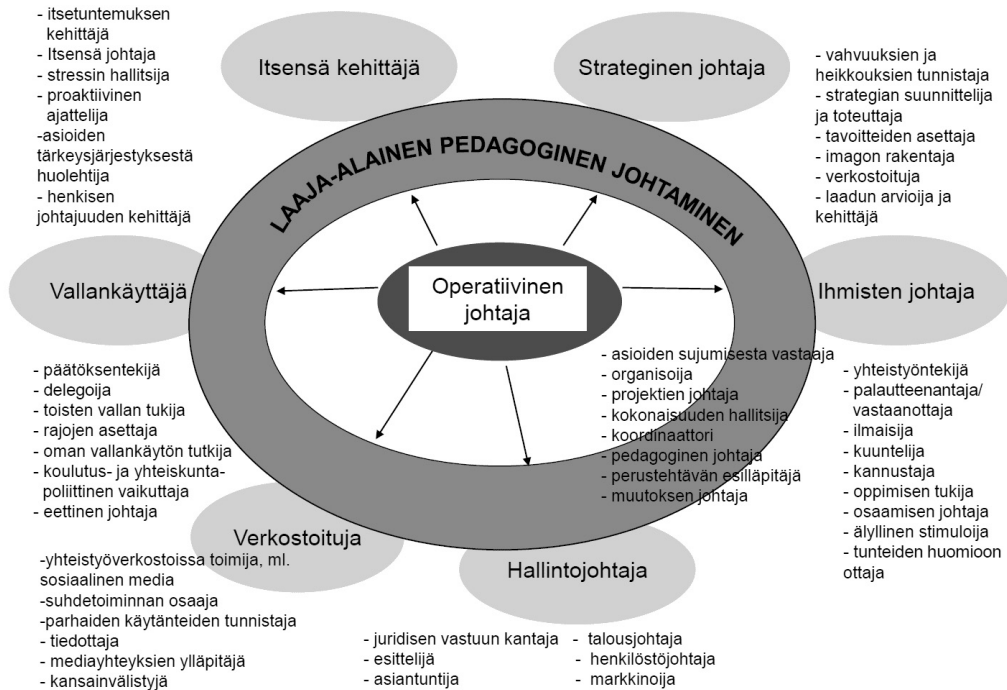 - itsetuntemuksen
kehittäjä
- Itsensä johtaja
- stressin hallitsija
- proaktiivinen
ajattelija
-asioiden
tärkeysjärjestyksestä
huolehtija
- henkisen
johtajuuden kehittäjä
Itsensä kehittäjä
Strateginen johtaja
- vahvuuksien ja
heikkouksien tunnistaja
- strategian suunnittelija
ja toteuttaja
- tavoitteiden asettaja
- imagon rakentaja
- verkostoituja
- laadun arvioija ja
kehittäjä
LAAJA-ALAINEN PEDAGOGINEN JOHTAMINEN
Vallankäyttäjä
Operatiivinen
johtaja
Ihmisten johtaja
- päätöksentekijä
- delegoija
- toisten vallan tukija
- rajojen asettaja
- oman vallankäytön tutkija
- koulutus- ja yhteiskunta-
poliittinen vaikuttaja
- eettinen johtaja
- asioiden sujumisesta vastaaja
- organisoija
- projektien johtaja
- kokonaisuuden hallitsija
- koordinaattori
- pedagoginen johtaja
- perustehtävän esilläpitäjä
- muutoksen johtaja
- yhteistyöntekijä
- palautteenantaja/
vastaanottaja
- ilmaisija
- kuuntelija
- kannustaja
- oppimisen tukija
- osaamisen johtaja
- älyllinen stimuloija
- tunteiden huomioon
ottaja
Verkostoituja
-yhteistyöverkostoissa toimija, ml.
sosiaalinen media
-suhdetoiminnan osaaja
-parhaiden käytänteiden tunnistaja
- tiedottaja
- mediayhteyksien ylläpitäjä
- kansainvälistyjä
Hallintojohtaja
- juridisen vastuun kantaja
- esittelijä
- asiantuntija
- talousjohtaja
- henkilöstöjohtaja
- markkinoija